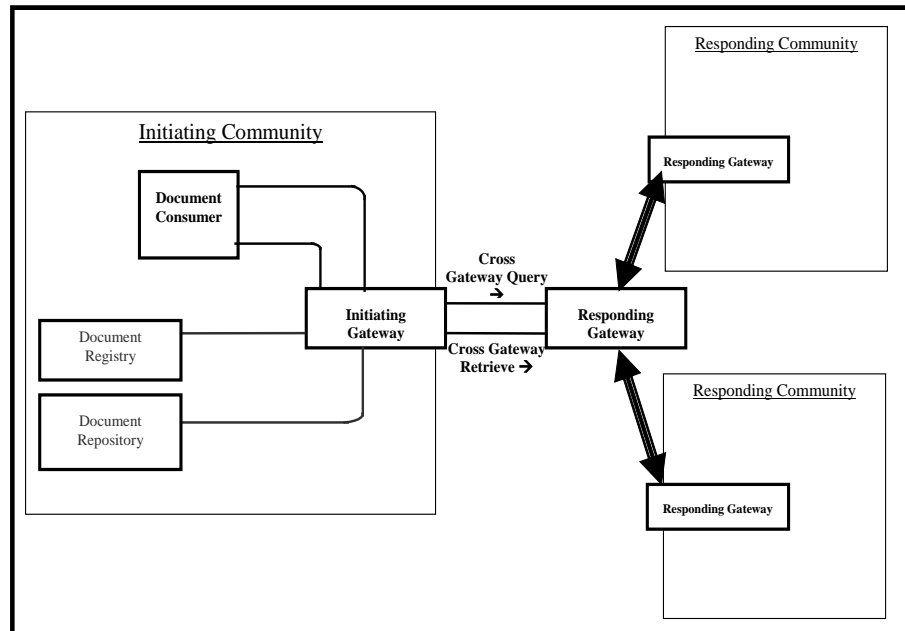 Initiating Community
Document
Consumer
Document
Registry
Document
Repository
Initiating
Gateway
Cross
Gateway Query
→
Cross Gateway
Retrieve →
Responding
Gateway
Responding Community
Responding Gateway
Responding Community
Responding Gateway